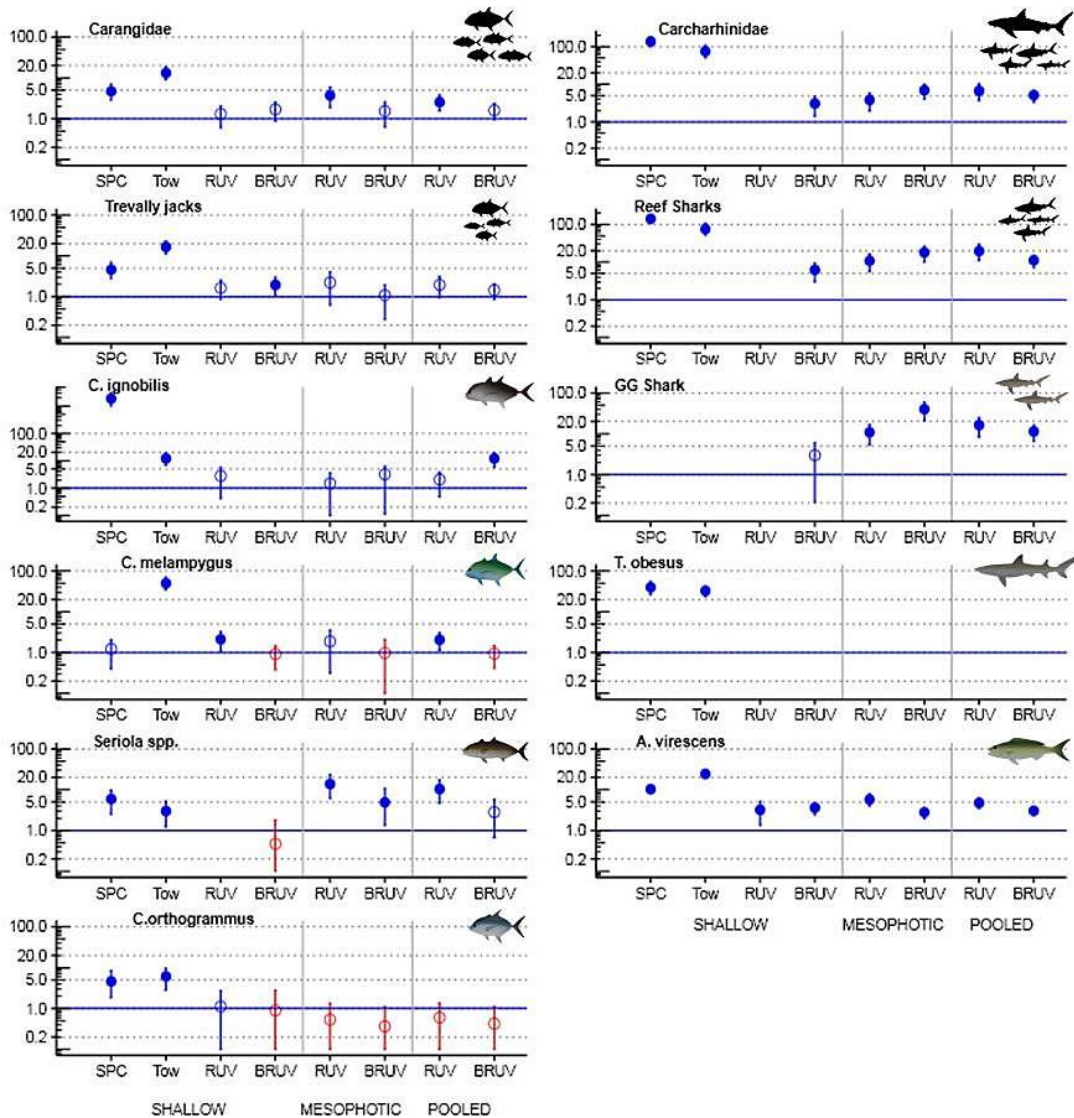 Carangidae
100.0
20.0
5.0
1.0
0.2
SPC Tow RUV BRUV RUV BRUV RUV BRUV
Trevally jacks
100.0
20.0
5.0
1.0
0.2
SPC Tow RUV BRUV RUV BRUV RUV BRUV
C. ignobilis
100.0
20.0
5.0
1.0
0.2
SPC Tow RUV BRUV RUV BRUV RUV BRUV
C. melampygus
100.0
20.0
5.0
1.0
0.2
SPC Tow RUV BRUV RUV BRUV RUV BRUV
Seriola spp.
100.0
20.0
5.0
1.0
0.2
SPC Tow RUV BRUV RUV BRUV RUV BRUV
C.orthogrammus
100.0
20.0
5.0
1.0
0.2
SPC Tow RUV BRUV RUV BRUV RUV BRUV
SHALLOW MESOPHOTIC POOLED
Carcharhinidae
100.0
20.0
5.0
1.0
0.2
SPC Tow RUV BRUV RUV BRUV RUV BRUV
Reef Sharks
100.0
20.0
5.0
1.0
0.2
SPC Tow RUV BRUV RUV BRUV RUV BRUV
GG Shark
100.0
20.0
5.0
1.0
0.2
SPC Tow RUV BRUV RUV BRUV RUV BRUV
T. obesus
100.0
20.0
5.0
1.0
0.2
SPC Tow RUV BRUV RUV BRUV RUV BRUV
A. virescens
100.0
20.0
5.0
1.0
0.2
SPC Tow RUV BRUV RUV BRUV RUV BRUV
SHALLOW MESOPHOTIC POOLED